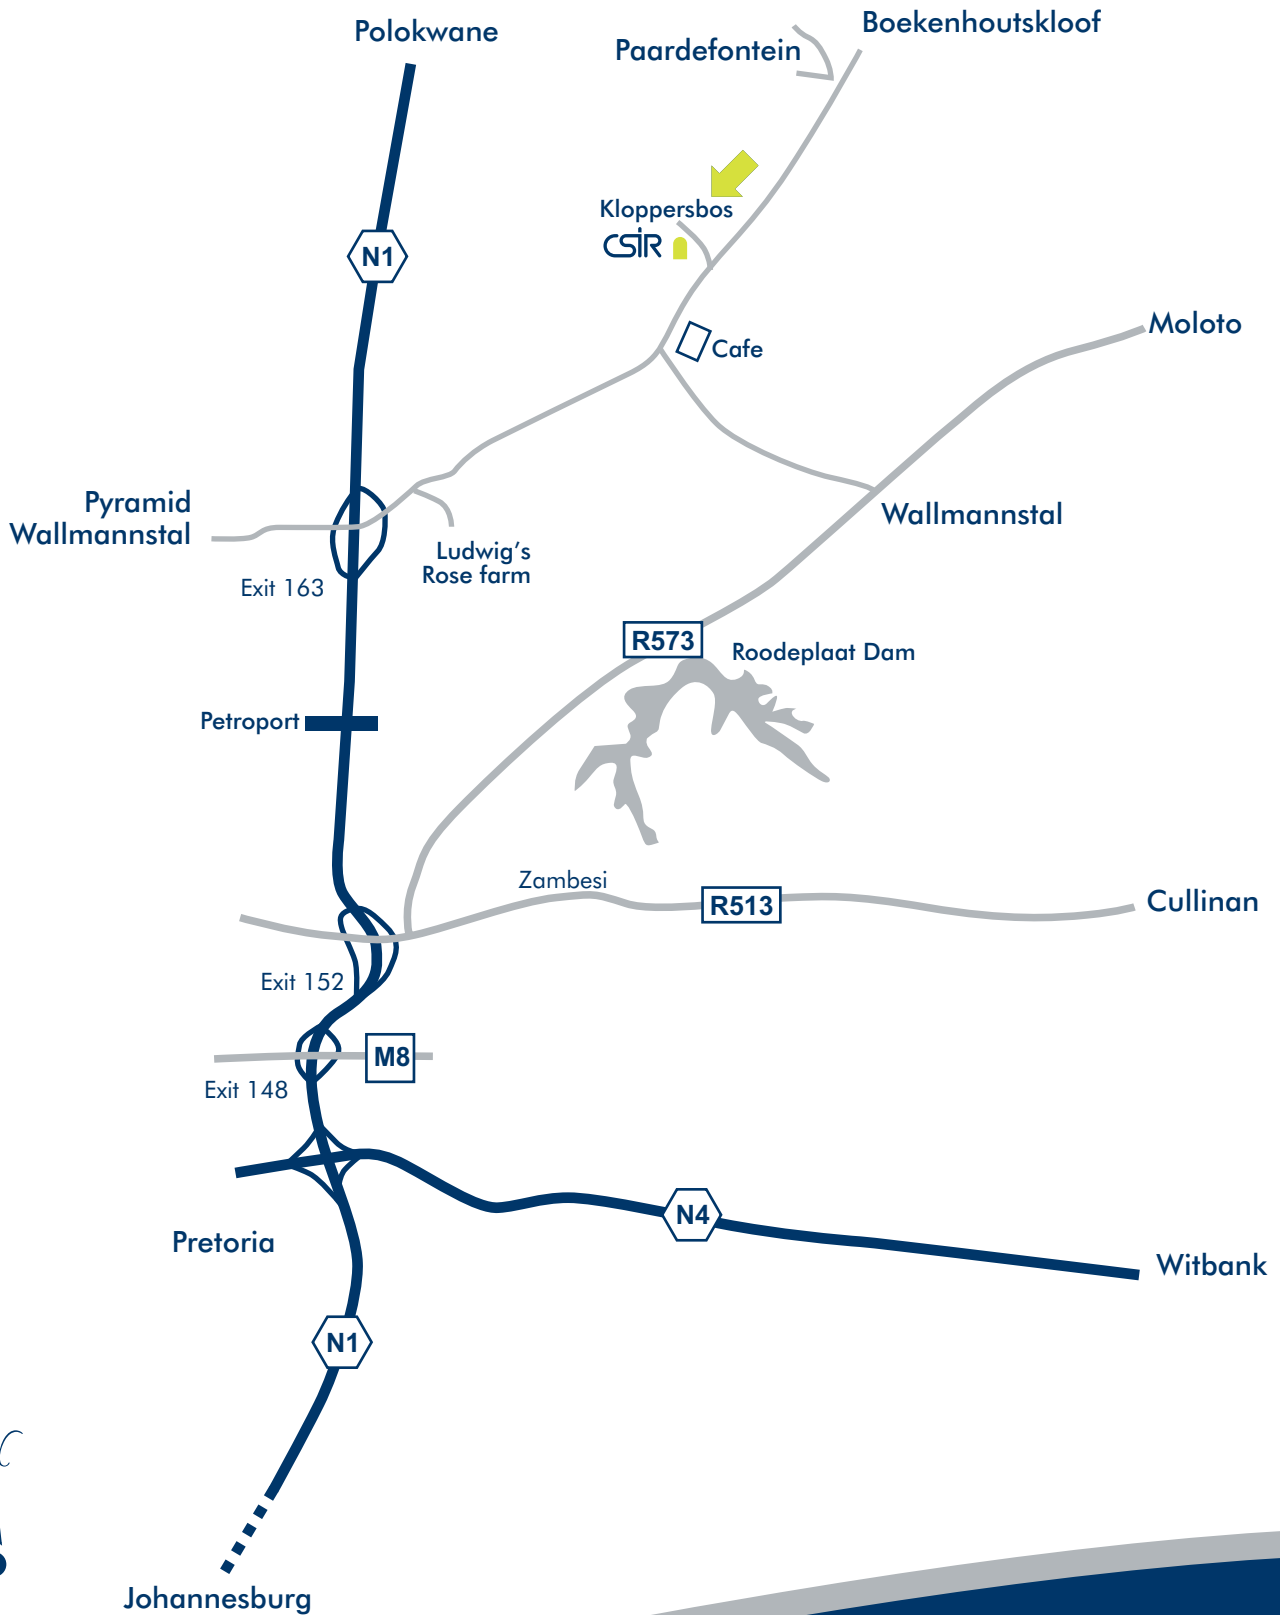 Polokwane
Boekenhoutskloof
Paardefontein
Kloppersbos
CSIR
N1
Moloto
Cafe
Pyramid
Wallmannstal
Wallmannstal
Ludwig's
Rose farm
Exit 163
R573
Roodeplaat Dam
Petroport
Zambesi
R513
Cullinan
Exit 152
M8
Exit 148
N4
Pretoria
Witbank
N1
Johannesburg